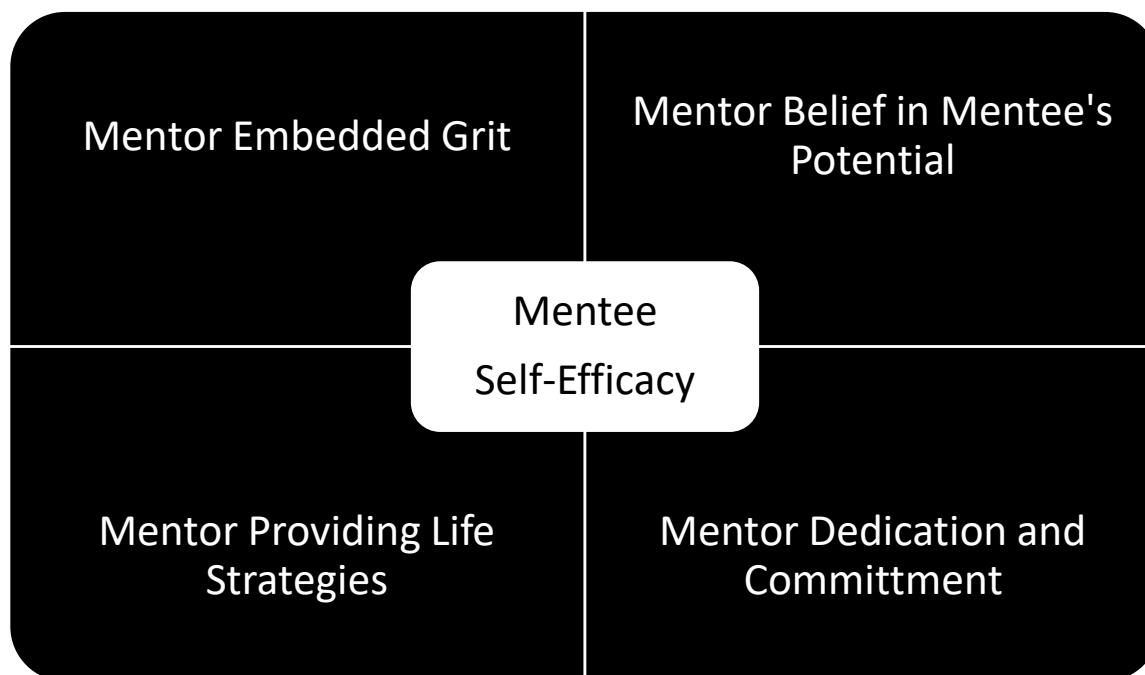 Mentor Embedded Grit
Mentor Belief in Mentee's
Potential
Mentee
Self-Efficacy
Mentor Providing Life
Strategies
Mentor Dedication and
Committment